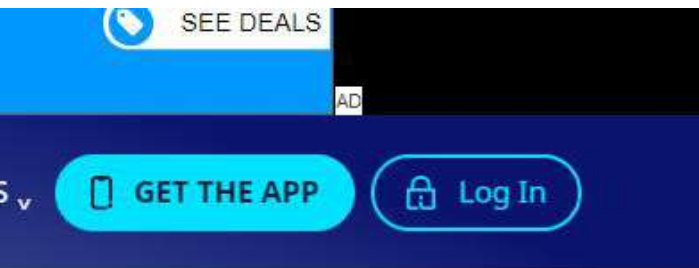 SEE DEALS
AD
S
GET THE APP
Log In